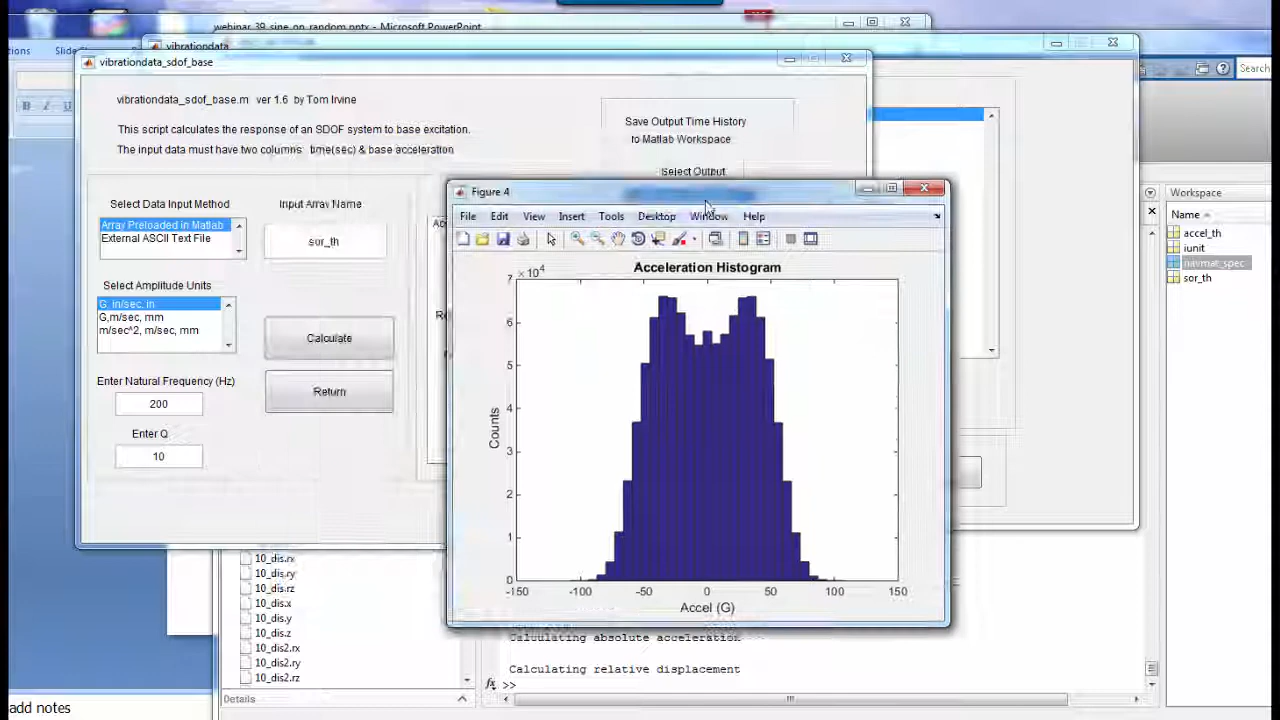 webinar_39_sine_on_random.pptx - Microsoft PowerPoint
vibrationdata
vibrationdata_sdof_base
vibrationdata_sdof_base.m ver 1.6 by Tom Irvine
This script calculates the response of an SDOF system to base excitation.
The input data must have two columns: time(sec) & base acceleration
Save Output Time History
to Matlab Workspace
Select Output
Select Data Input Method
Array Preloaded in Matlab
External ASCII Text File
Input Array Name
sor_th
Select Amplitude Units
G, in/sec, in
G,m/sec, mm
m/sec^2, m/sec, mm
Calculate
Return
Enter Natural Frequency (Hz)
200
Enter Q
10
Figure 4
File Edit View Insert Tools Desktop Window Help
Acceleration Histogram
× 10^4
7
6
5
4
3
2
1
0
Counts
-150 -100 -50 0 50 100 150
Accel (G)
Search
Workspace
Name
accel_th
iunit
navmat_spec
sor_th
10_dis.rx
10_dis.ry
10_dis.rz
10_dis.x
10_dis.y
10_dis.z
10_dis2.rx
10_dis2.ry
10_dis2.rz
Details
Calculating absolute acceleration
Calculating relative displacement
fx >>
add notes